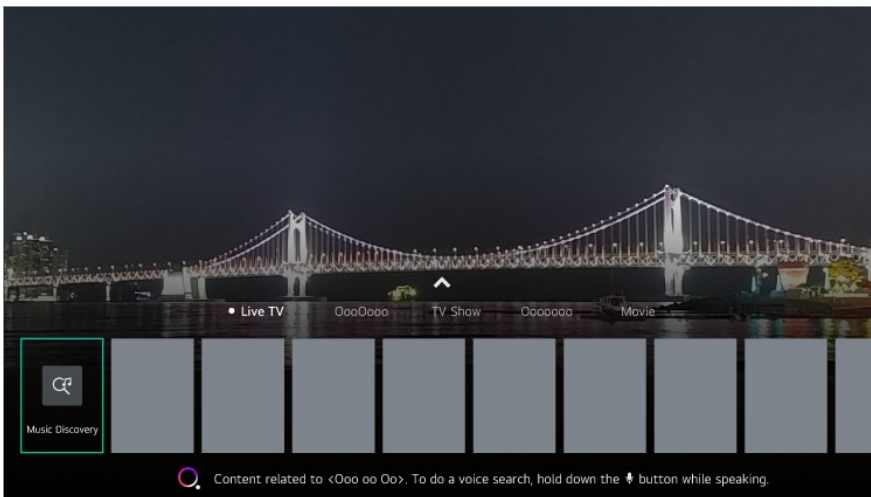 Live TV OooOooo TV Show Ooooooo Movie
Music Discovery
Content related to <Ooo oo Oo>. To do a voice search, hold down the button while speaking.